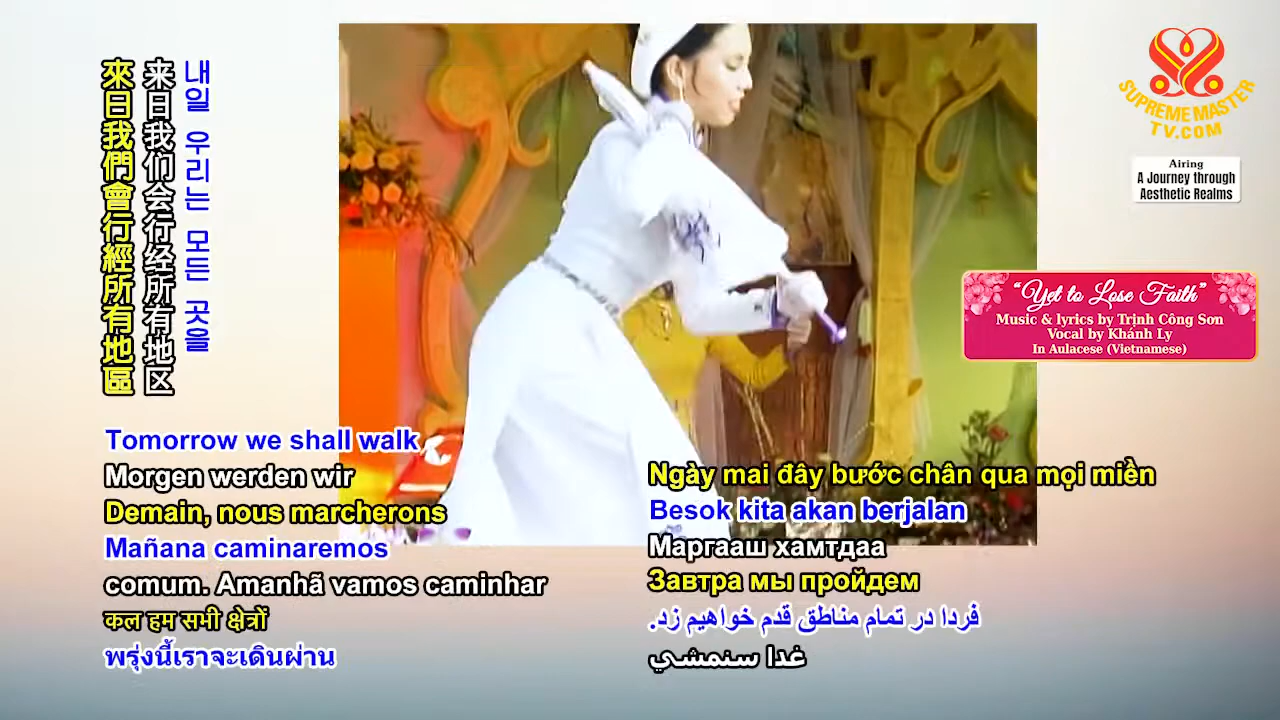 來日我們會行經所有地區
来日我们会行经所有地区
내일 우리는 모든 곳을
SUPREME MASTER
TV.COM
Airing
A Journey through
Aesthetic Realms
“Yet to Lose Faith”
Music & lyrics by Trịnh Công Sơn
Vocal by Khánh Ly
In Aulacese (Vietnamese)
Tomorrow we shall walk
Morgen werden wir
Demain, nous marcherons
Mañana caminaremos
comum. Amanhã vamos caminhar
कल हम सभी क्षेत्रों
พรุ่งนี้เราจะเดินผ่าน
Ngày mai đây bước chân qua mọi miền
Besok kita akan berjalan
Маргааш хамтдаа
Завтра мы пройдем
فردا در تمام مناطق قدم خواهیم زد.
غدا سنمشي